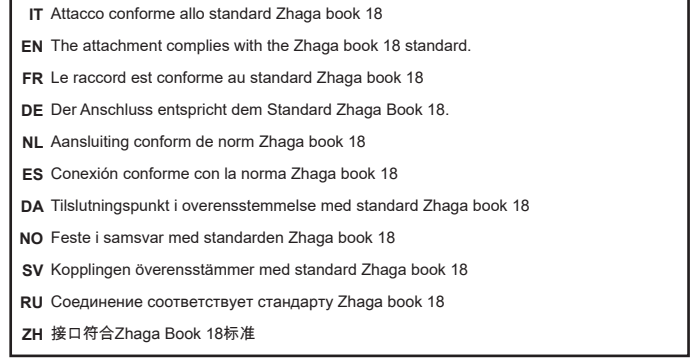 IT Attacco conforme allo standard Zhaga book 18
EN The attachment complies with the Zhaga book 18 standard.
FR Le raccord est conforme au standard Zhaga book 18
DE Der Anschluss entspricht dem Standard Zhaga Book 18.
NL Aansluiting conform de norm Zhaga book 18
ES Conexión conforme con la norma Zhaga book 18
DA Tilslutningspunkt i overensstemmelse med standard Zhaga book 18
NO Feste i samsvar med standarden Zhaga book 18
SV Kopplingen överensstämmer med standard Zhaga book 18
RU Соединение соответствует стандарту Zhaga book 18
ZH 接口符合Zhaga Book 18标准